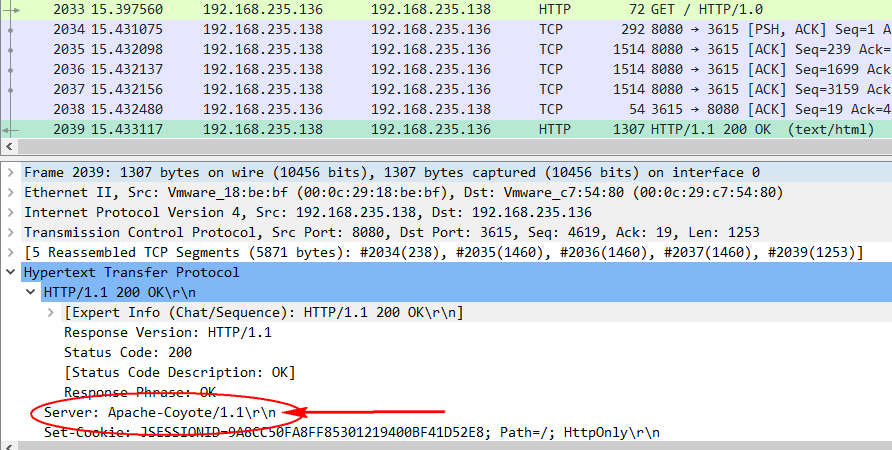 2033 15.397560 192.168.235.136 192.168.235.138 HTTP 72 GET / HTTP/1.0
2034 15.431075 192.168.235.138 192.168.235.136 TCP 292 8080 → 3615 [PSH, ACK] Seq=1 A
2035 15.432098 192.168.235.138 192.168.235.136 TCP 1514 8080 → 3615 [ACK] Seq=239 Ack=
2036 15.432137 192.168.235.138 192.168.235.136 TCP 1514 8080 → 3615 [ACK] Seq=1699 Ack
2037 15.432156 192.168.235.138 192.168.235.136 TCP 1514 8080 → 3615 [ACK] Seq=3159 Ack
2038 15.432480 192.168.235.136 192.168.235.138 TCP 54 3615 → 8080 [ACK] Seq=19 Ack=4
2039 15.433117 192.168.235.138 192.168.235.136 HTTP 1307 HTTP/1.1 200 OK (text/html)
Frame 2039: 1307 bytes on wire (10456 bits), 1307 bytes captured (10456 bits) on interface 0
Ethernet II, Src: Vmware_18:be:bf (00:0c:29:18:be:bf), Dst: Vmware_c7:54:80 (00:0c:29:c7:54:80)
Internet Protocol Version 4, Src: 192.168.235.138, Dst: 192.168.235.136
Transmission Control Protocol, Src Port: 8080, Dst Port: 3615, Seq: 4619, Ack: 19, Len: 1253
[5 Reassembled TCP Segments (5871 bytes): #2034(238), #2035(1460), #2036(1460), #2037(1460), #2039(1253)]
Hypertext Transfer Protocol
HTTP/1.1 200 OK\r\n
[Expert Info (Chat/Sequence): HTTP/1.1 200 OK\r\n]
Response Version: HTTP/1.1
Status Code: 200
[Status Code Description: OK]
Response Phrase: OK
Server: Apache-Coyote/1.1\r\n
Set-Cookie: JSESSIONID=9A8CC50FA8FF85301219400BF41D52E8; Path=/; HttpOnly\r\n